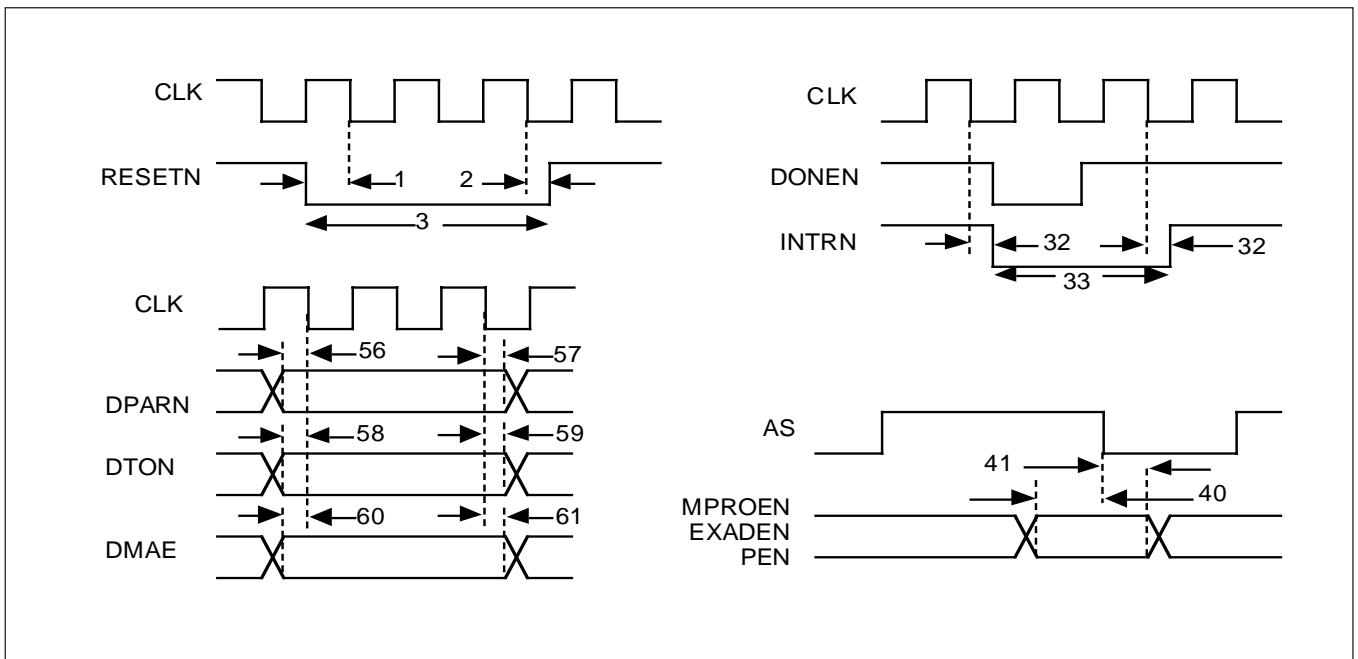 CLK
RESETN
1
2
3
CLK
DONEN
INTRN
32
32
33
CLK
56
57
DPARN
58
59
DTON
60
61
DMAE
AS
41
40
MPROEN
EXADEN
PEN